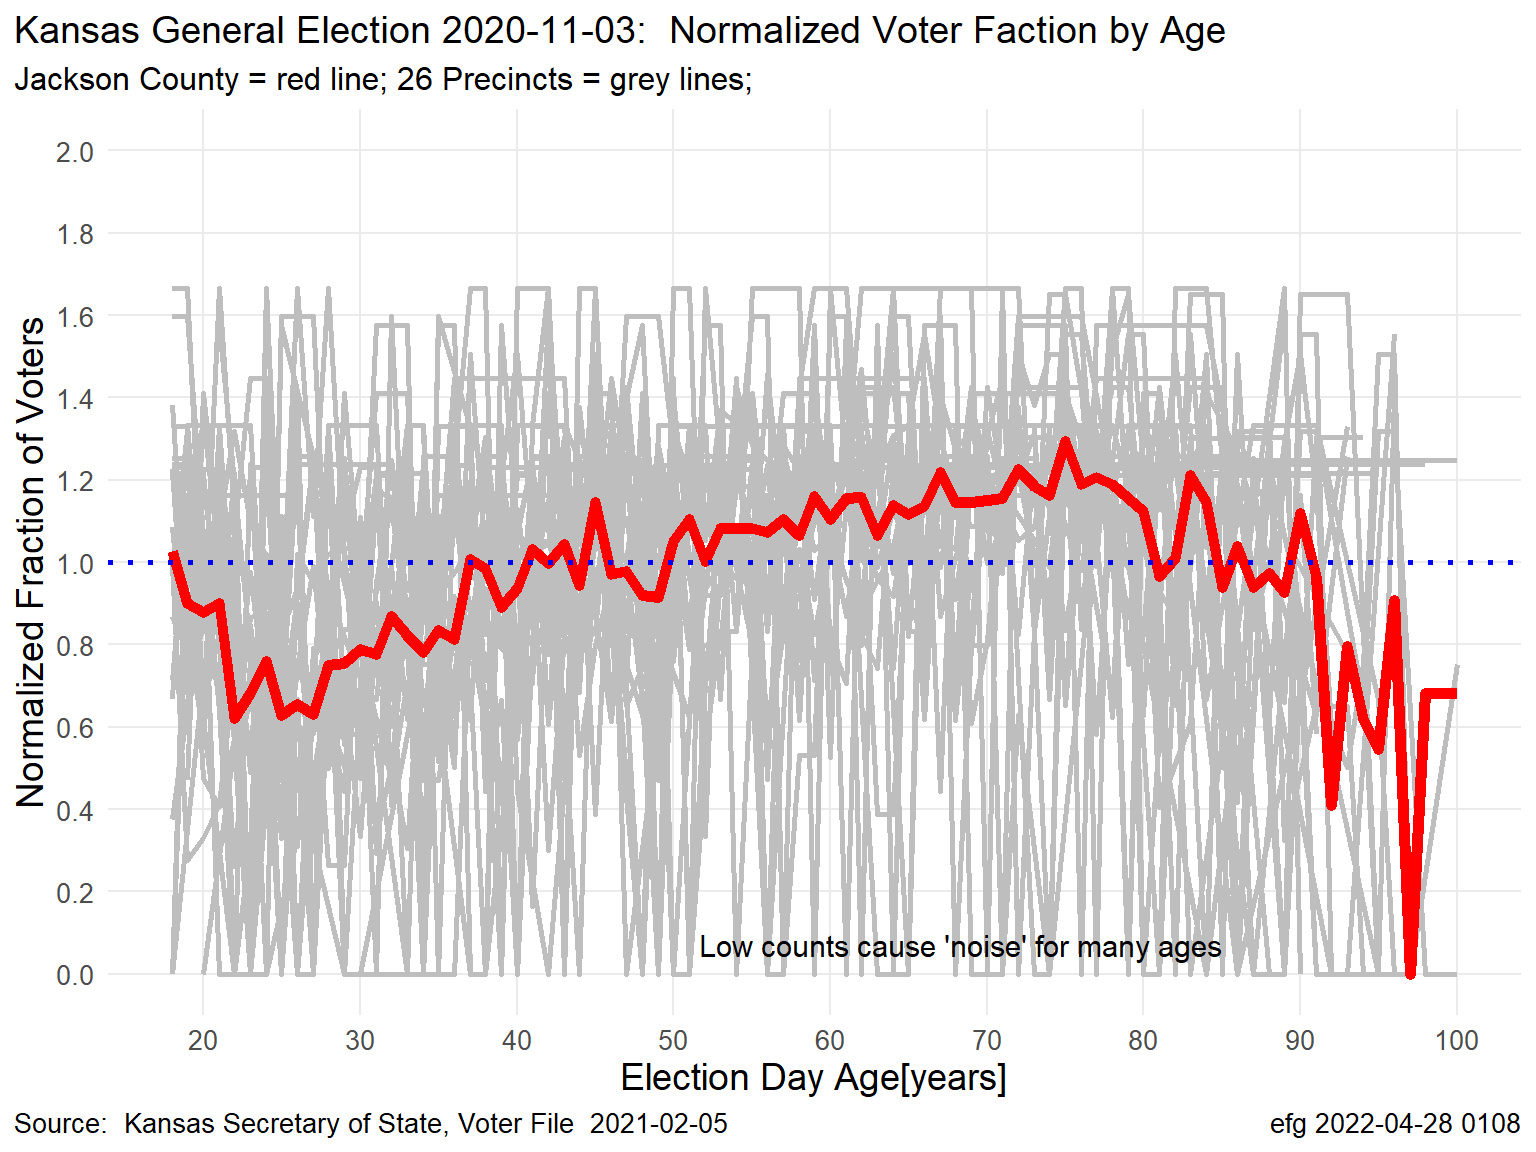 Kansas General Election 2020-11-03:  Normalized Voter Faction by Age
Jackson County = red line; 26 Precincts = grey lines;
Normalized Fraction of Voters
2.0
1.8
1.6
1.4
1.2
1.0
0.8
0.6
0.4
0.2
0.0
Low counts cause 'noise' for many ages
20 30 40 50 60 70 80 90 100
Election Day Age[years]
Source:  Kansas Secretary of State, Voter File  2021-02-05
efg 2022-04-28 0108